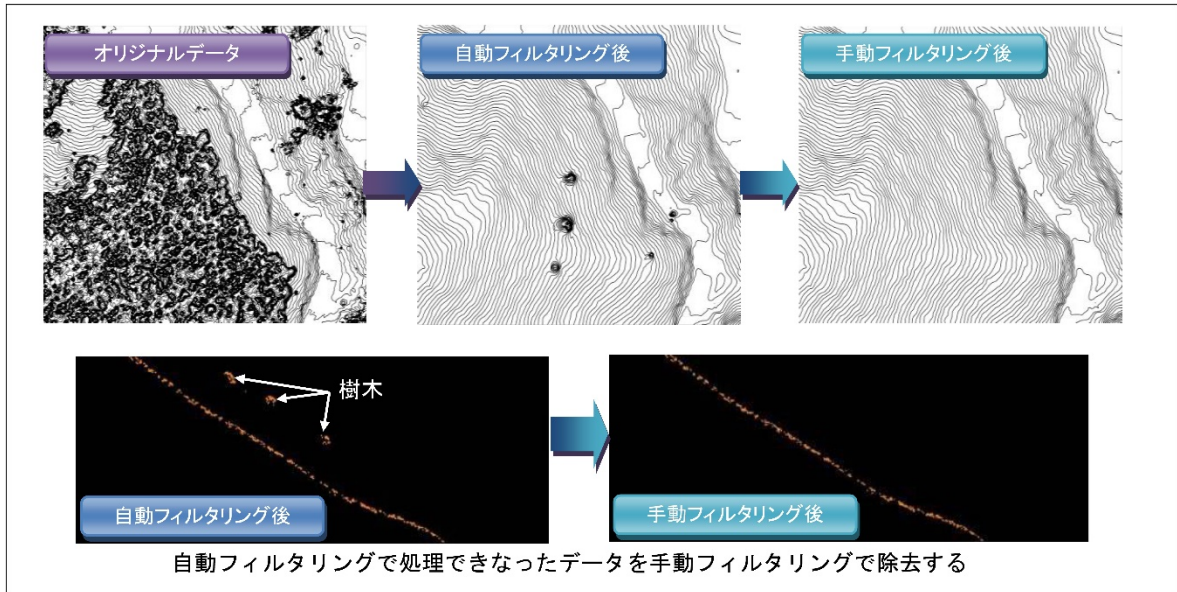 オリジナルデータ
自動フィルタリング後
手動フィルタリング後
樹木
自動フィルタリング後
手動フィルタリング後
自動フィルタリングで処理できなったデータを手動フィルタリングで除去する